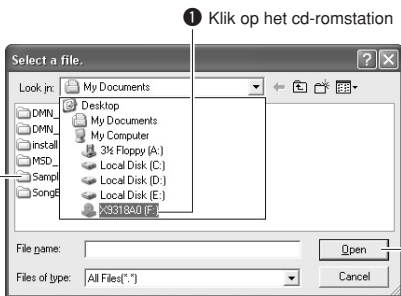 ❶ Klik op het cd-romstation
Select a file.
Look in: My Documents
Desktop
My Documents
My Computer
3½ Floppy (A:)
Local Disk (C:)
Local Disk (D:)
Local Disk (E:)
X9318A0 (F:)
DMN_
DMN_
install
MSD_
Sampl
SongE
File name:
Open
Files of type: All Files(*.*)
Cancel